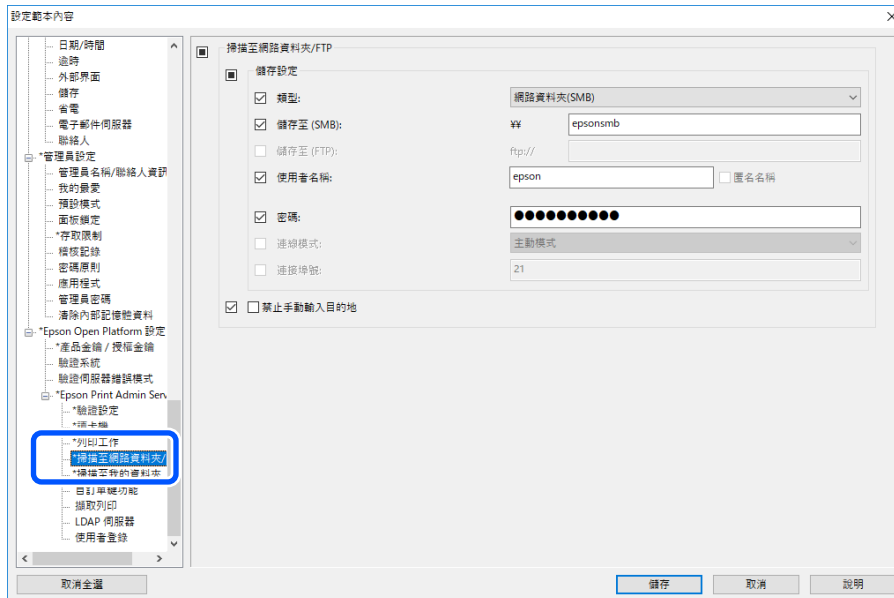 設定範本內容
日期/時間
逾時
外部界面
儲存
省電
電子郵件伺服器
聯絡人
*管理員設定
管理員名稱/聯絡人資訊
我的最愛
預設模式
面板鎖定
*存取限制
稽核記錄
密碼原則
應用程式
管理員密碼
清除內部記憶體資料
*Epson Open Platform 設定
*產品金鑰 / 授權金鑰
驗證系統
驗證伺服器錯誤模式
*Epson Print Admin Serv
*驗證設定
*讀卡機
*列印工作
*掃描至網路資料夾/
*掃描至我的資料夾
自訂單鍵功能
擷取列印
LDAP 伺服器
使用者登錄
取消全選
掃描至網路資料夾/FTP
儲存設定
類型: 網路資料夾(SMB)
儲存至 (SMB): ¥¥ epsonsmb
儲存至 (FTP): ftp://
使用者名稱: epson 匿名名稱
密碼: ●●●●●●●●●●
連線模式: 主動模式
連接埠號: 21
禁止手動輸入目的地
儲存 取消 說明